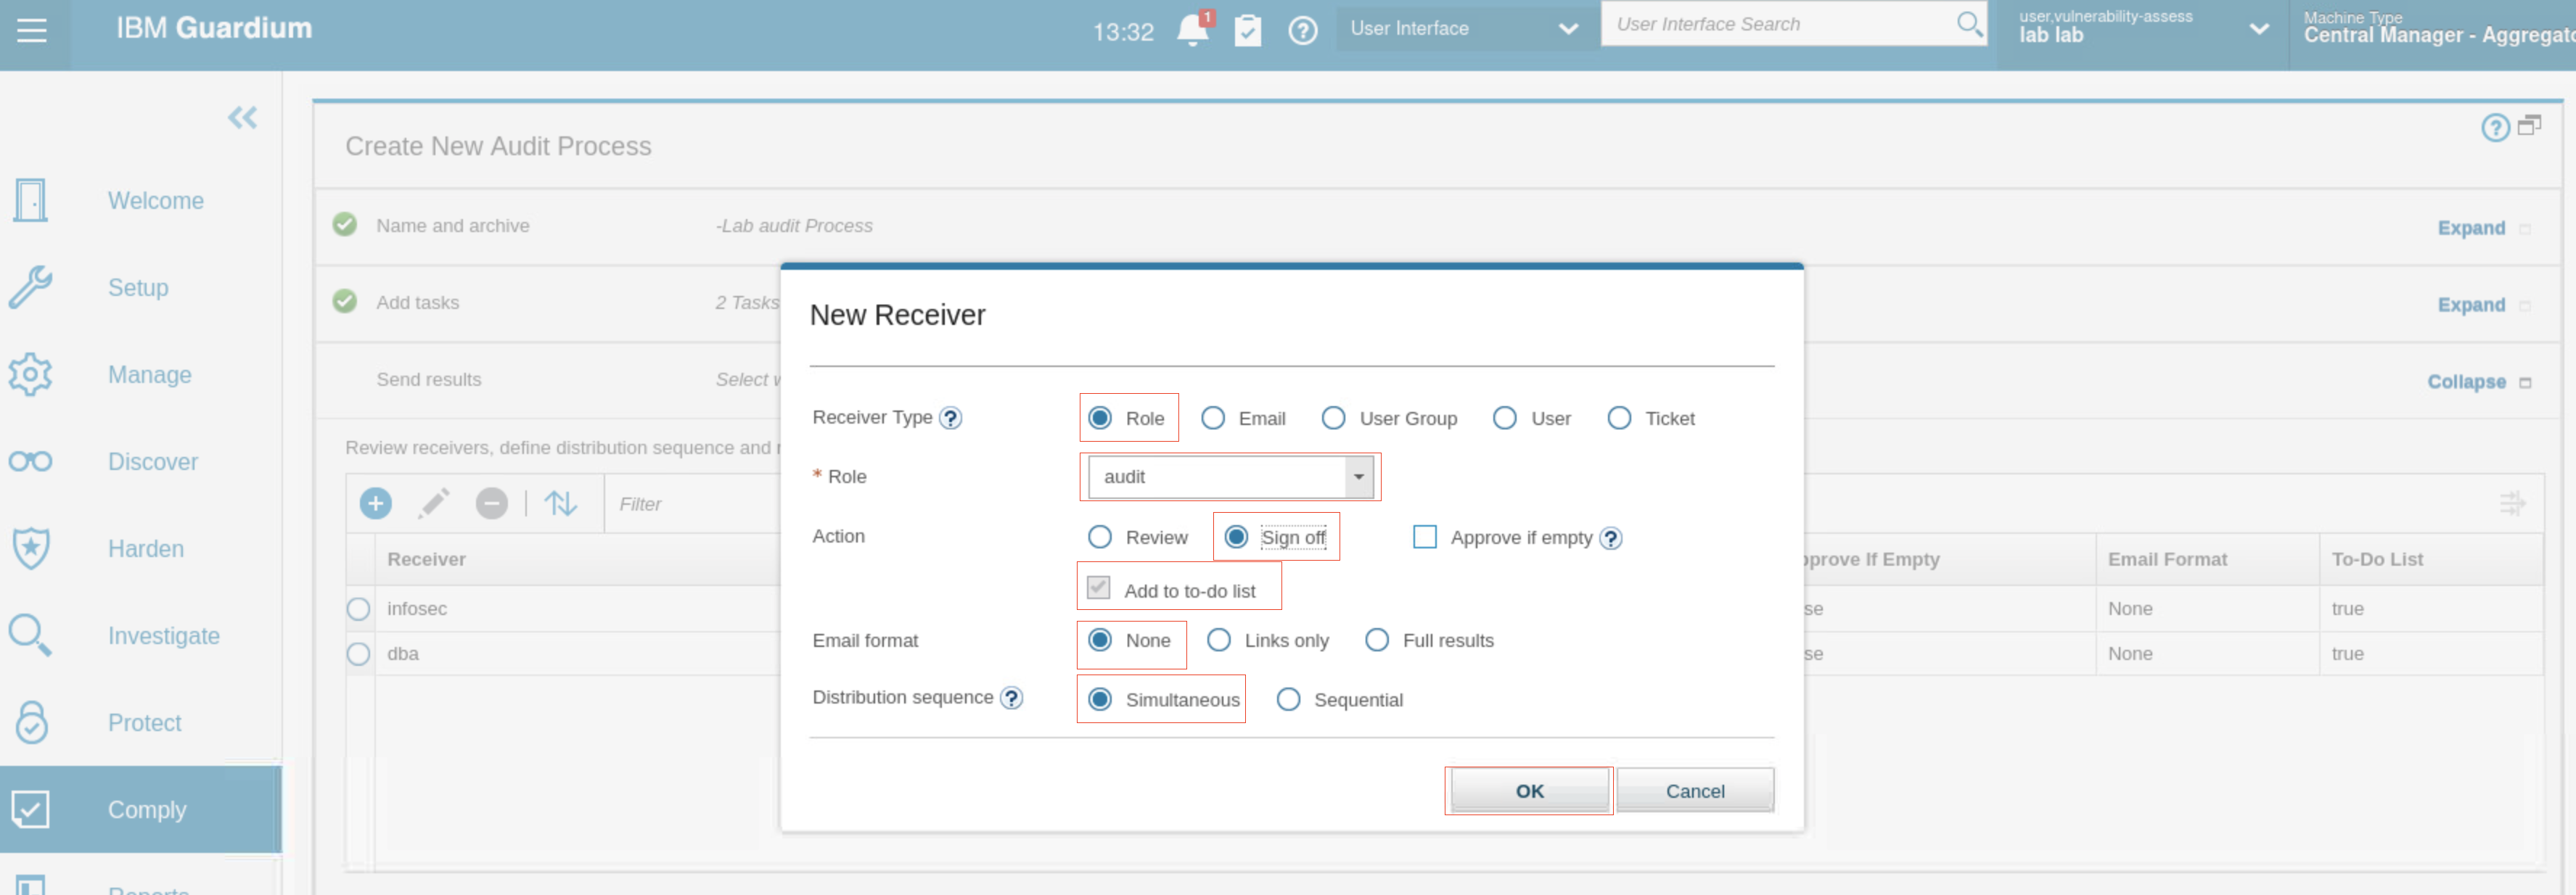 IBM Guardium
13:32
1
User Interface
User Interface Search
user,vulnerability-assess
lab lab
Machine Type
Central Manager -
Welcome
Setup
Manage
Discover
Harden
Investigate
Protect
Comply
Create New Audit Process
Name and archive -Lab audit Process Expand
Add tasks 2 Tasks Expand
Send results Select Collapse
Review receivers, define distribution sequence and
Filter
Receiver If Empty Email Format To-Do List
infosec None true
dba None true
New Receiver
Receiver Type ? Role Email User Group User Ticket
* Role audit
Action Review Sign off Approve if empty ?
Add to to-do list
Email format None Links only Full results
Distribution sequence ? Simultaneous Sequential
OK Cancel